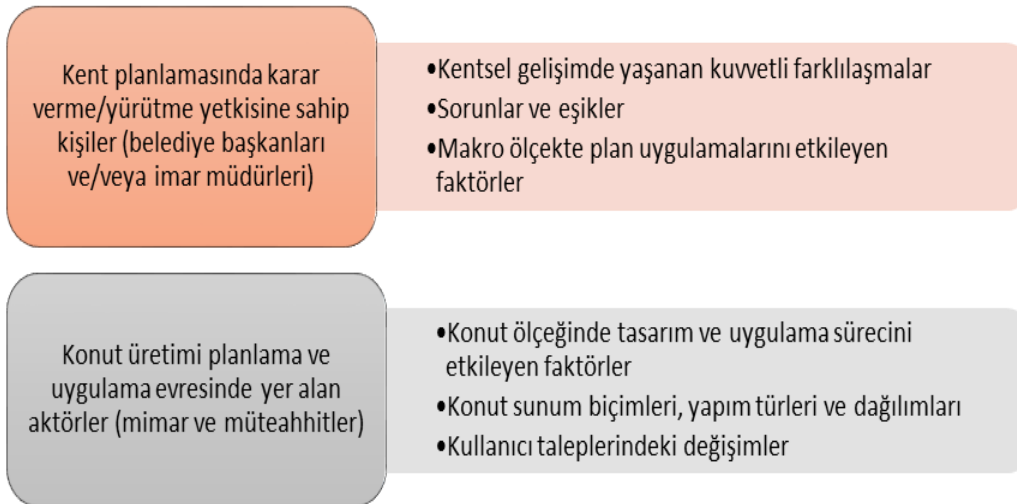 Kent planlamasında karar
verme/yürütme yetkisine sahip
kişiler (belediye başkanları
ve/veya imar müdürleri)
•Kentsel gelişimde yaşanan kuvvetli farklılaşmalar
•Sorunlar ve eşikler
•Makro ölçekte plan uygulamalarını etkileyen
faktörler
Konut üretimi planlama ve
uygulama evresinde yer alan
aktörler (mimar ve müteahhitler)
•Konut ölçeğinde tasarım ve uygulama sürecini
etkileyen faktörler
•Konut sunum biçimleri, yapım türleri ve dağılımları
•Kullanıcı taleplerindeki değişimler